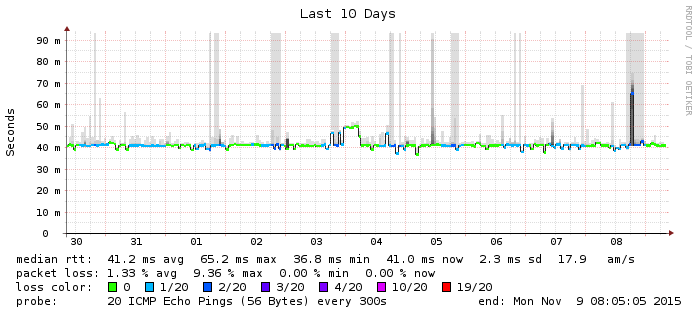 Last 10 Days
RRDTOOL / TOBI OETIKER
Seconds
90 m
80 m
70 m
60 m
50 m
40 m
30 m
20 m
10 m
0
30 31 01 02 03 04 05 06 07 08
median rtt: 41.2 ms avg 65.2 ms max 36.8 ms min 41.0 ms now 2.3 ms sd 17.9 am/s
packet loss: 1.33 % avg 9.36 % max 0.00 % min 0.00 % now
loss color: 0 1/20 2/20 3/20 4/20 10/20 19/20
probe: 20 ICMP Echo Pings (56 Bytes) every 300s end: Mon Nov 9 08:05:05 2015